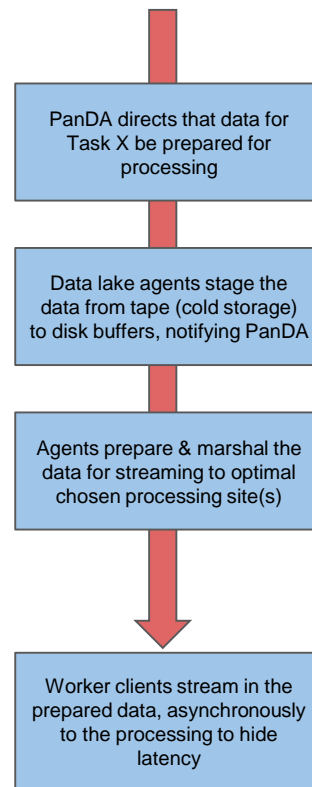 PanDA directs that data for
Task X be prepared for
processing
Data lake agents stage the
data from tape (cold storage)
to disk buffers, notifying PanDA
Agents prepare & marshal the
data for streaming to optimal
chosen processing site(s)
Worker clients stream in the
prepared data, asynchronously
to the processing to hide
latency